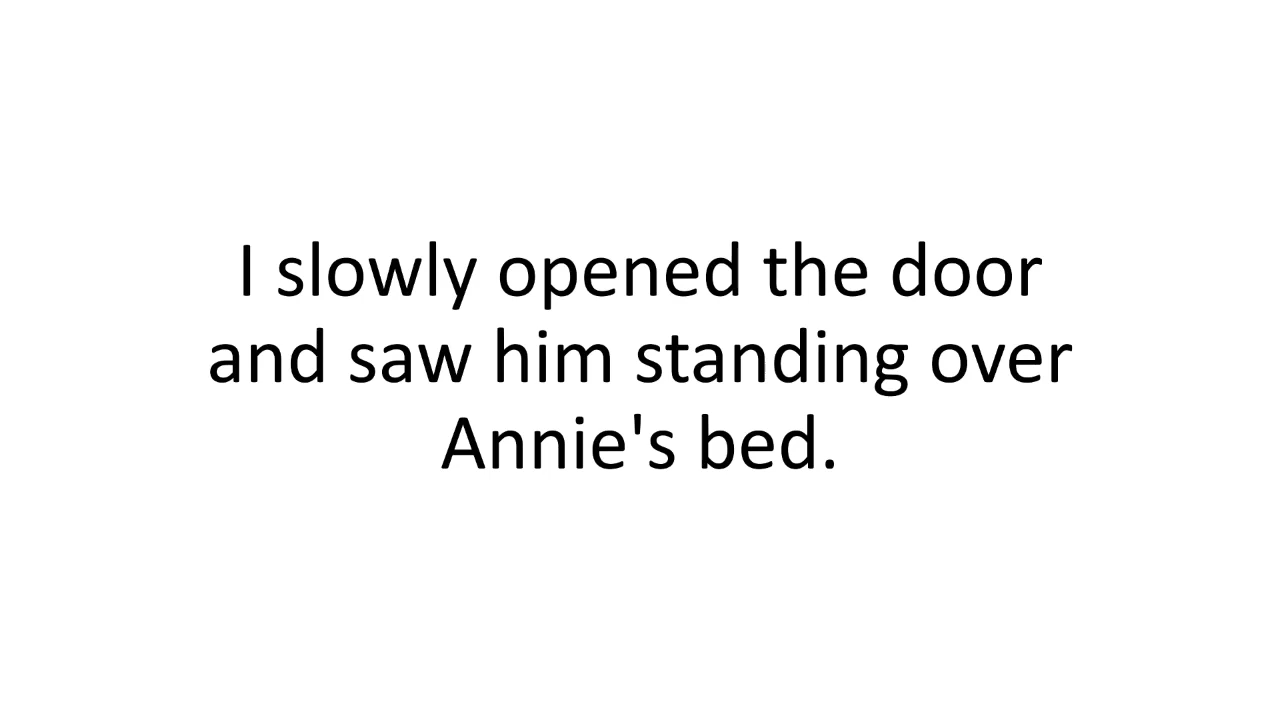 I slowly opened the door
and saw him standing over
Annie's bed.